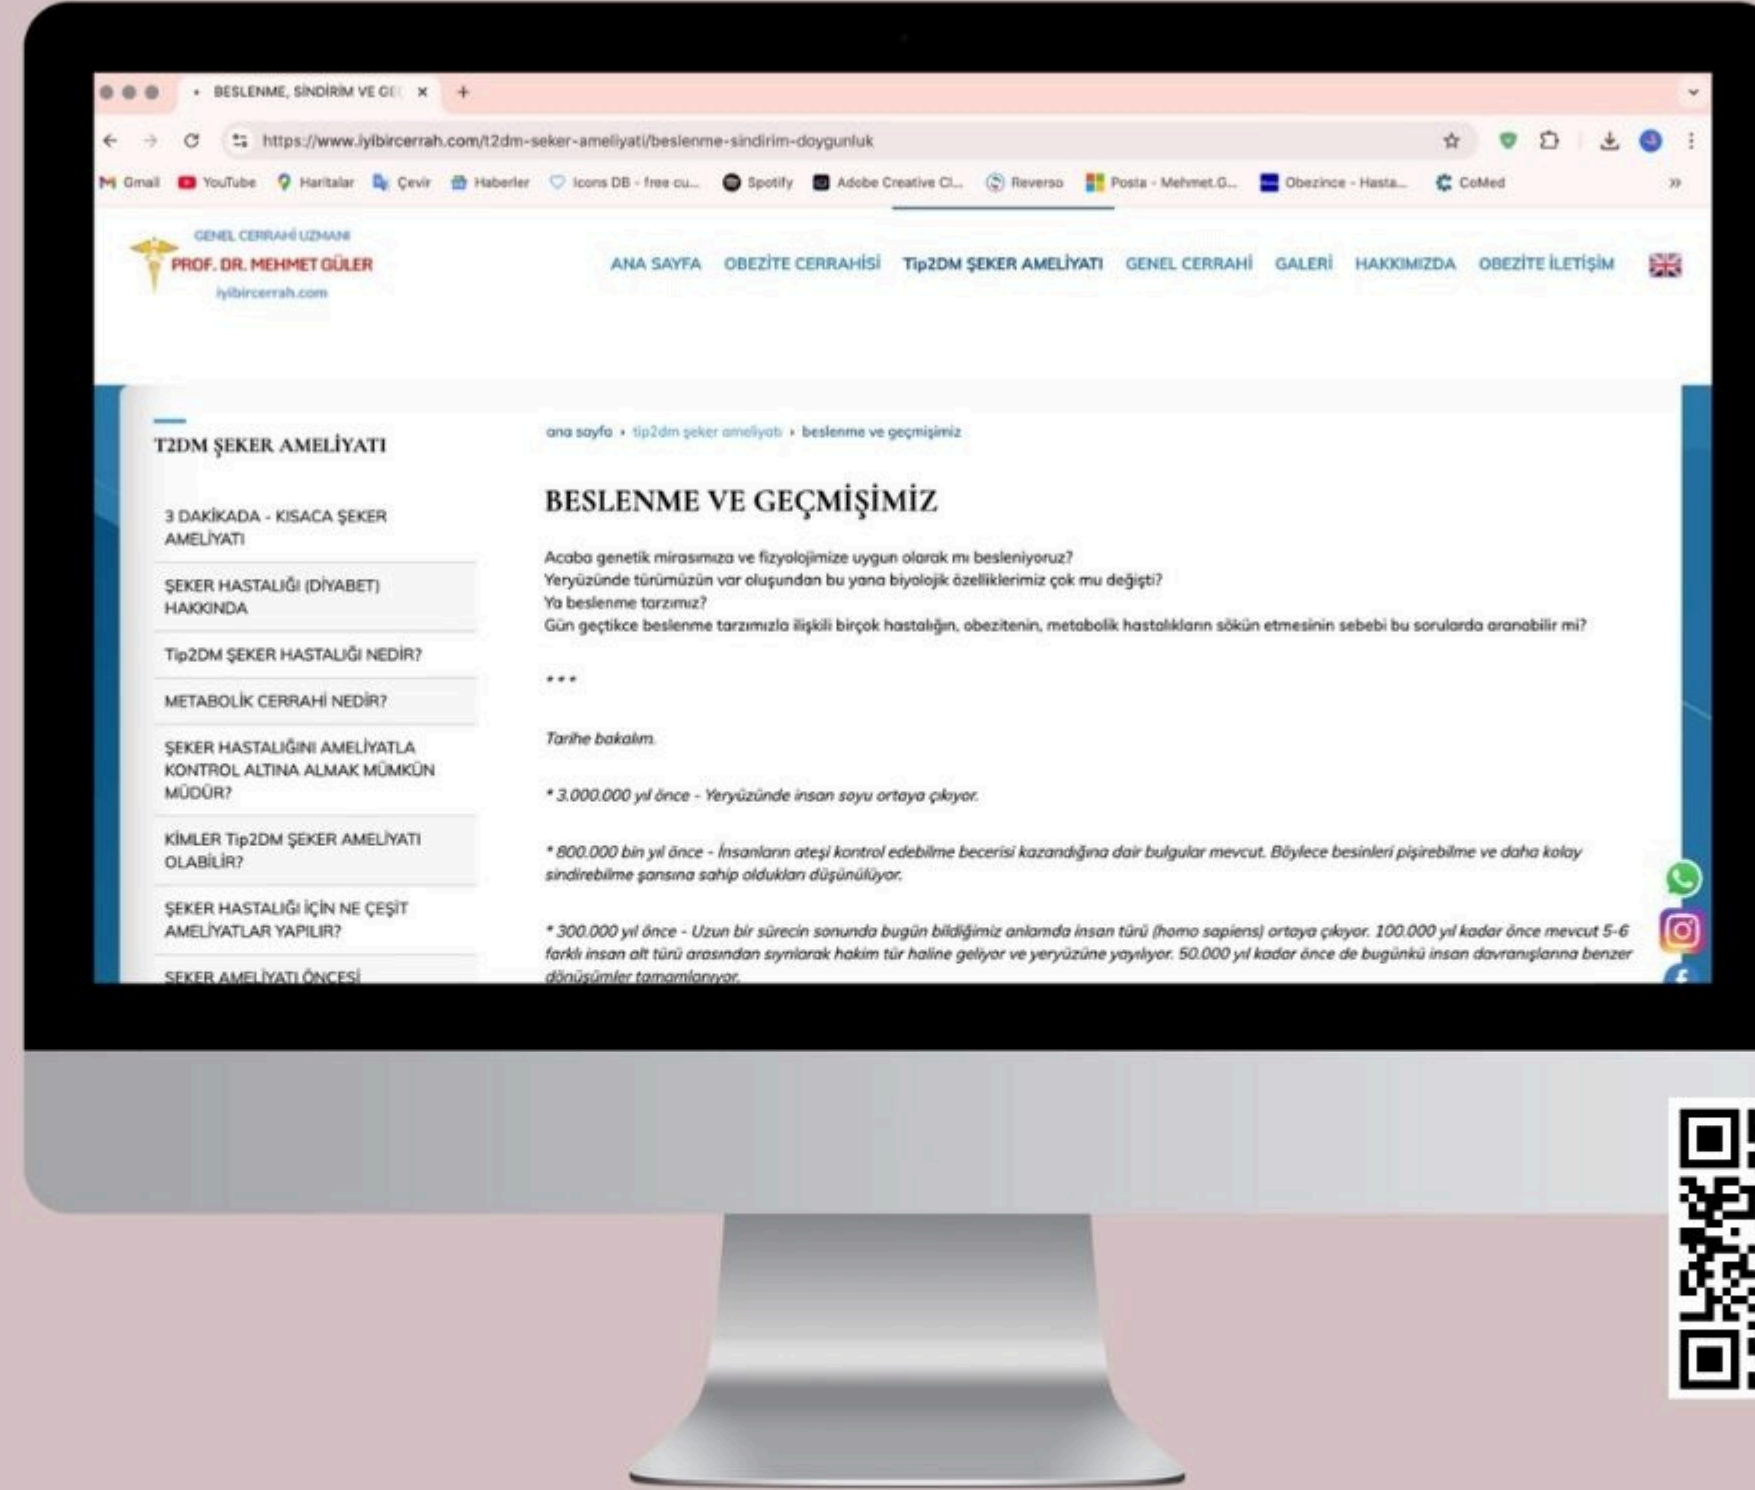 BESLENME, SİNDİRİM VE GE
https://www.iyibircerrah.com/t2dm-seker-ameliyati/beslenme-sindirim-doygunluk
Gmail YouTube Haritalar Çevir Haberler Icons DB - free cu... Spotify Adobe Creative Cl... Reverso Posta - Mehmet.G... Obezince - Hasta... CoMed
GENEL CERRAHİ UZMANI
PROF. DR. MEHMET GÜLER
iyibircerrah.com
ANA SAYFA OBEZİTE CERRAHİSİ Tip2DM ŞEKER AMELİYATI GENEL CERRAHİ GALERİ HAKKIMIZDA OBEZİTE İLETİŞİM
T2DM ŞEKER AMELİYATI
3 DAKİKADA - KISACA ŞEKER
AMELİYATI
ŞEKER HASTALIĞI (DİYABET)
HAKKINDA
Tip2DM ŞEKER HASTALIĞI NEDİR?
METABOLİK CERRAHİ NEDİR?
ŞEKER HASTALIĞINI AMELİYATLA
KONTROL ALTINA ALMAK MÜMKÜN
MÜDÜR?
KİMLER Tip2DM ŞEKER AMELİYATI
OLABİLİR?
ŞEKER HASTALIĞI İÇİN NE ÇEŞİT
AMELİYATLAR YAPILIR?
ŞEKER AMELİYATI ÖNCESİ
ana sayfa › tip2dm şeker ameliyatı › beslenme ve geçmişimiz
BESLENME VE GEÇMİŞİMİZ
Acaba genetik mirasımıza ve fizyolojimize uygun olarak mı besleniyoruz?
Yeryüzünde türümüzün var oluşundan bu yana biyolojik özelliklerimiz çok mu değişti?
Ya beslenme tarzımız?
Gün geçtikce beslenme tarzımızla ilişkili birçok hastalığın, obezitenin, metabolik hastalıkların sökün etmesinin sebebi bu sorularda aranabilir mi?
* * *
Tarihe bakalım.
* 3.000.000 yıl önce - Yeryüzünde insan soyu ortaya çıkıyor.
* 800.000 bin yıl önce - İnsanların ateşi kontrol edebilme becerisi kazandığına dair bulgular mevcut. Böylece besinleri pişirebilme ve daha kolay
sindirebilme şansına sahip oldukları düşünülüyor.
* 300.000 yıl önce - Uzun bir sürecin sonunda bugün bildiğimiz anlamda insan türü (homo sapiens) ortaya çıkıyor. 100.000 yıl kadar önce mevcut 5-6
farklı insan alt türü arasından sıyrılarak hakim tür haline geliyor ve yeryüzüne yayılıyor. 50.000 yıl kadar önce de bugünkü insan davranışlarına benzer
dönüşümler tamamlanıyor.